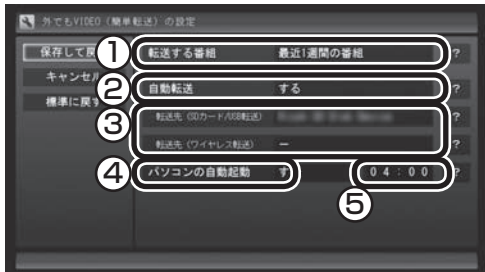 外でもVIDEO（簡単転送）の設定
保存して戻
キャンセル
標準に戻す
① 転送する番組 最近1週間の番組 ?
② 自動転送 する ?
③ 転送先（SDカード/USB転送） ?
転送先（ワイヤレス転送） － ?
④ パソコンの自動起動 す 04：00 ?
⑤